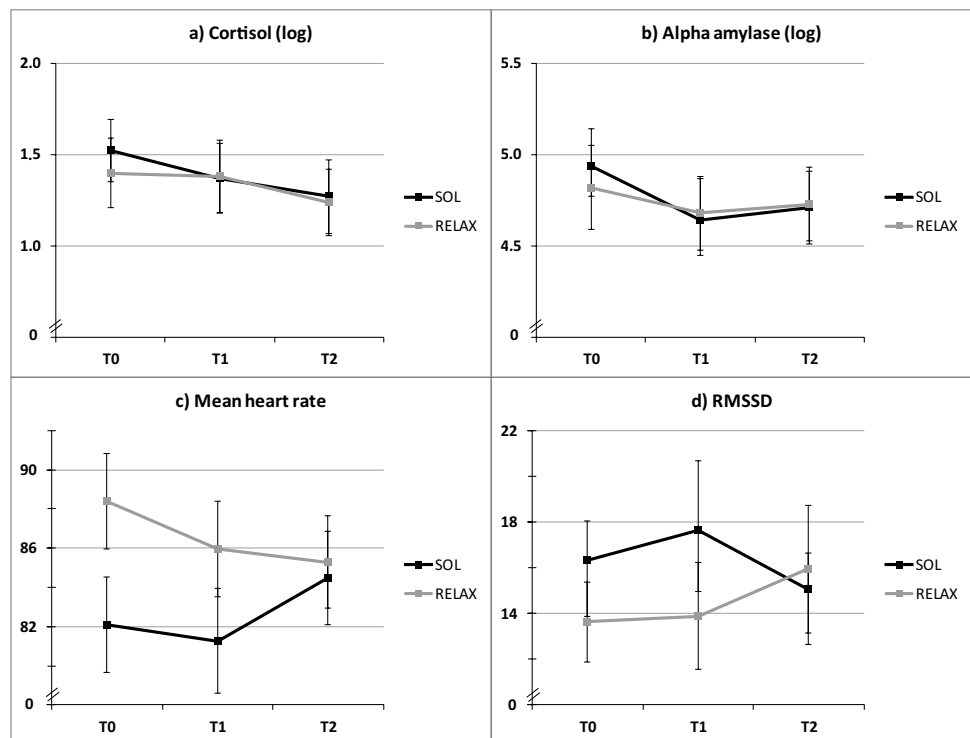 a) Cortisol (log)
2.0
1.5
1.0
0
T0 T1 T2
SOL
RELAX
b) Alpha amylase (log)
5.5
5.0
4.5
0
T0 T1 T2
SOL
RELAX
c) Mean heart rate
90
86
82
0
T0 T1 T2
SOL
RELAX
d) RMSSD
22
18
14
0
T0 T1 T2
SOL
RELAX